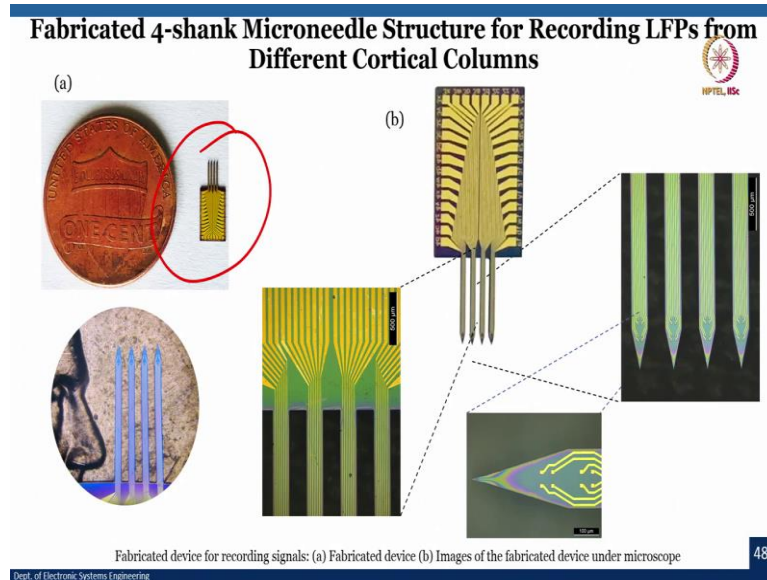 Fabricated 4-shank Microneedle Structure for Recording LFPs from
Different Cortical Columns
NPTEL, IISc
(a)
(b)
UNITED STATES OF AMERICA
ONE CENT
500 µm
500 µm
100 µm
Fabricated device for recording signals: (a) Fabricated device (b) Images of the fabricated device under microscope
48
Dept. of Electronic Systems Engineering